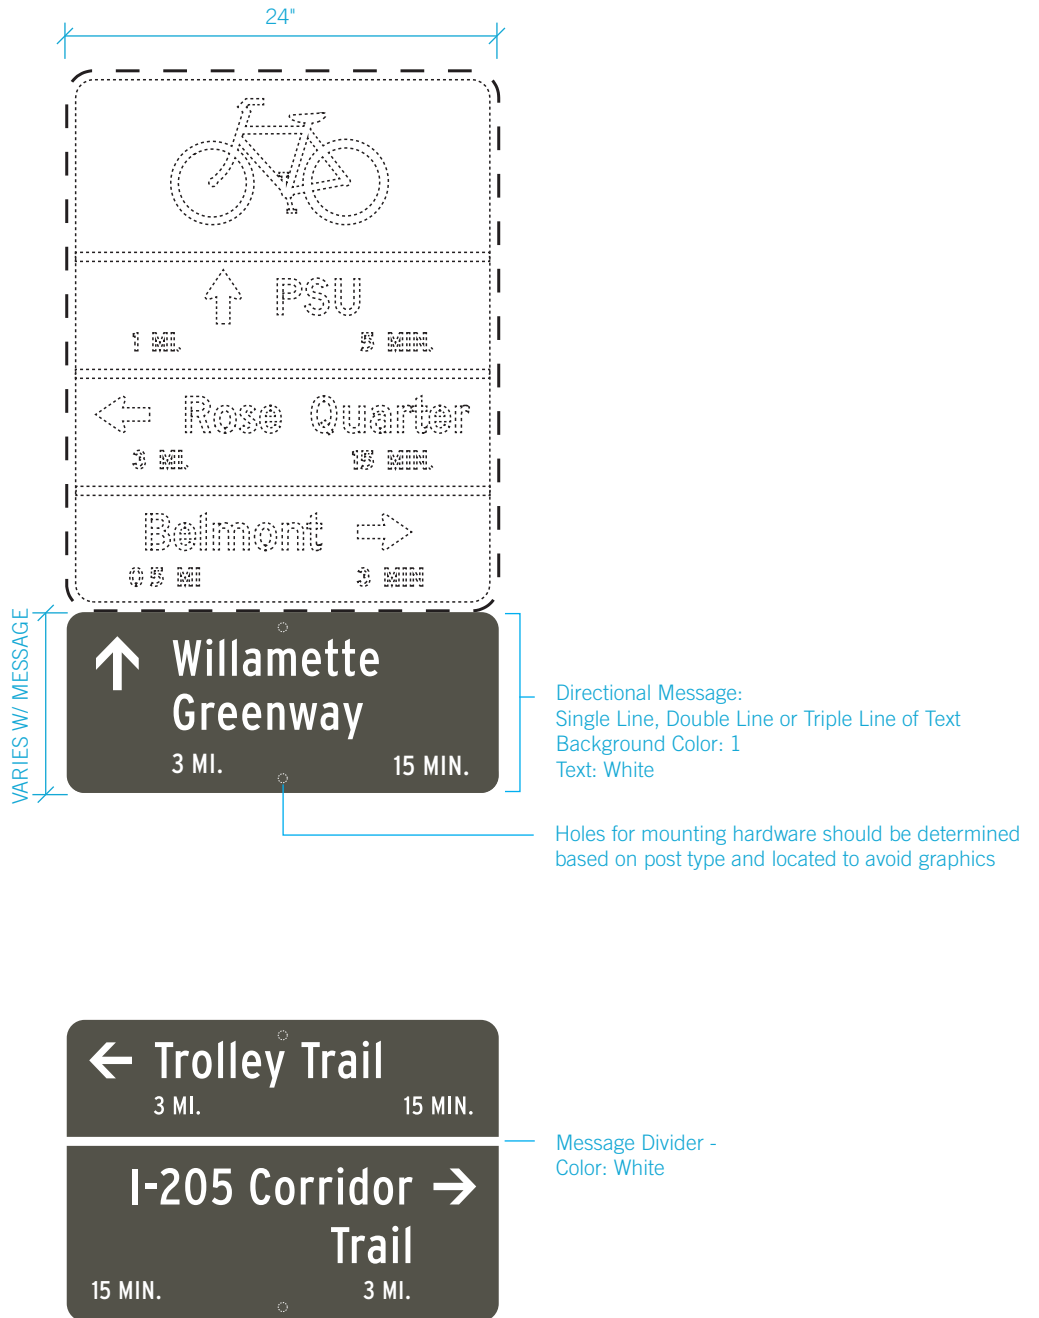 24"
PSU
1 MI.
5 MIN.
Rose Quarter
3 MI.
15 MIN.
Belmont
0.5 MI
3 MIN
VARIES W/ MESSAGE
Willamette
Greenway
3 MI.
15 MIN.
Directional Message:
Single Line, Double Line or Triple Line of Text
Background Color: 1
Text: White
Holes for mounting hardware should be determined
based on post type and located to avoid graphics
Trolley Trail
3 MI.
15 MIN.
Message Divider -
Color: White
I-205 Corridor
Trail
15 MIN.
3 MI.